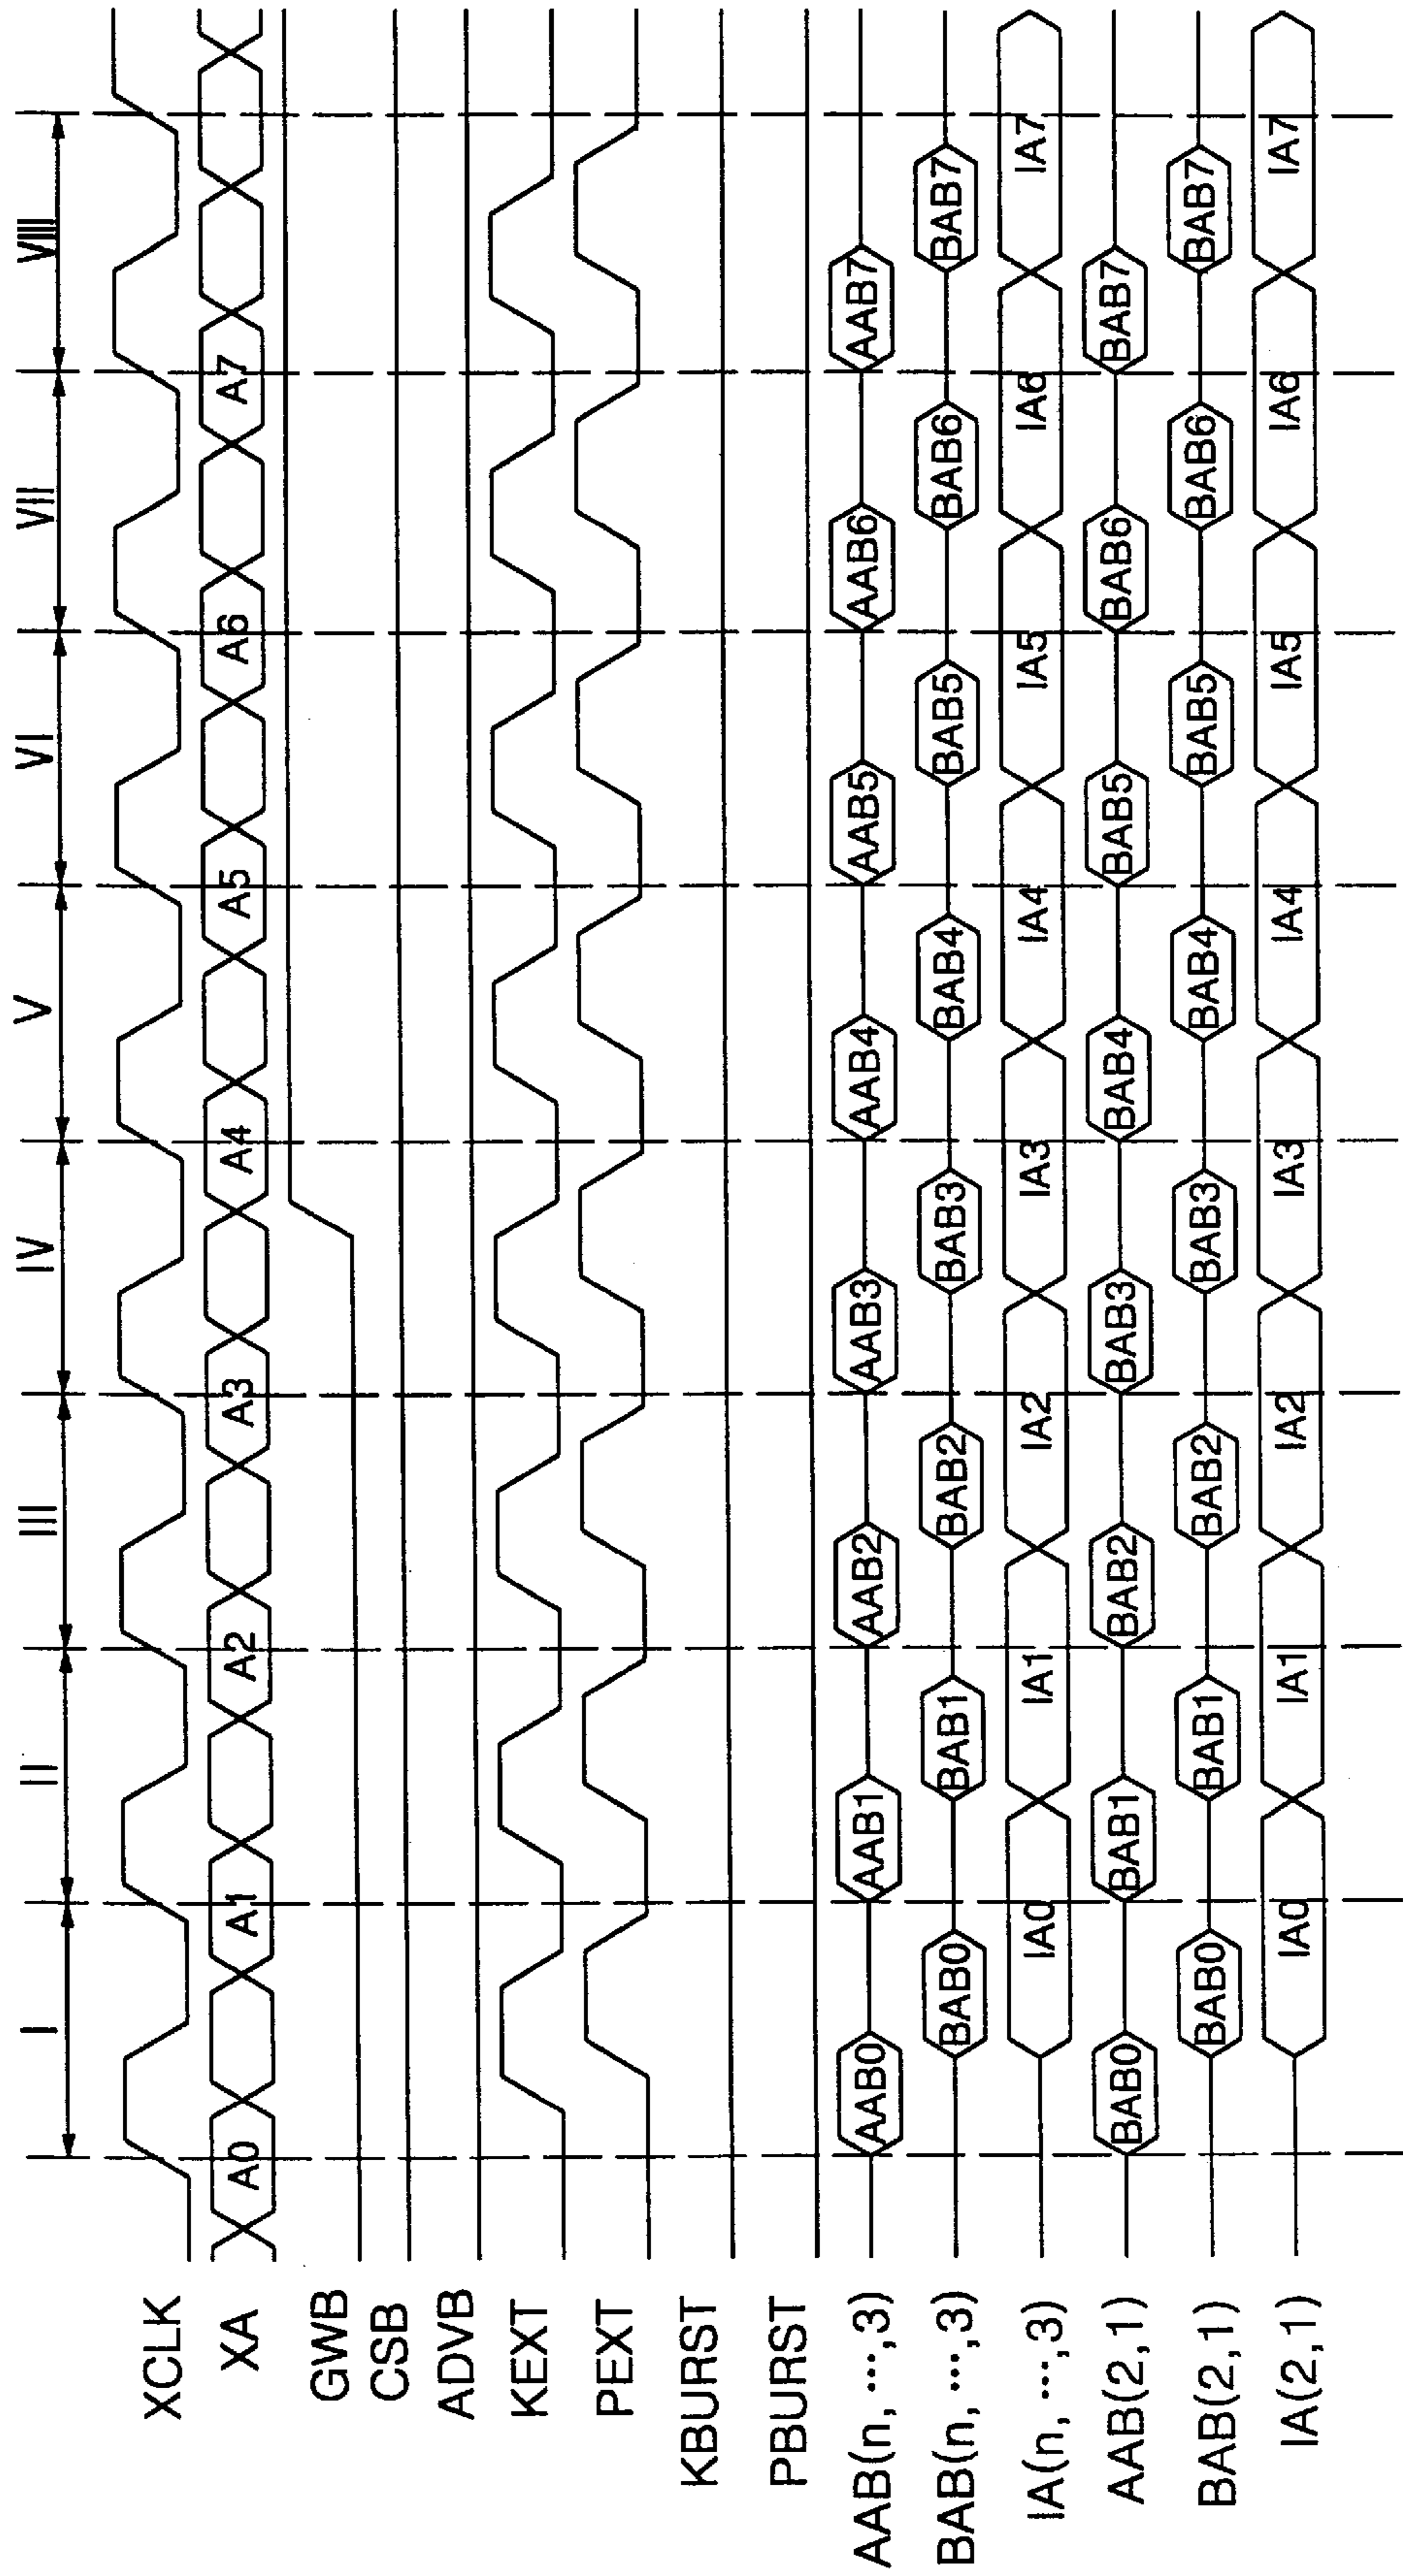 I II III IV V VI VII VIII
XCLK
XA A0 A1 A2 A3 A4 A5 A6 A7
GWB
CSB
ADVB
KEXT
PEXT
KBURST
PBURST
AAB(n, ···,3) AAB0 AAB1 AAB2 AAB3 AAB4 AAB5 AAB6 AAB7
BAB(n, ···,3) BAB0 BAB1 BAB2 BAB3 BAB4 BAB5 BAB6 BAB7
IA(n, ···,3) IA0 IA1 IA2 IA3 IA4 IA5 IA6 IA7
AAB(2,1) BAB0 BAB1 BAB2 BAB3 BAB4 BAB5 BAB6 BAB7
BAB(2,1) BAB0 BAB1 BAB2 BAB3 BAB4 BAB5 BAB6 BAB7
IA(2,1) IA0 IA1 IA2 IA3 IA4 IA5 IA6 IA7